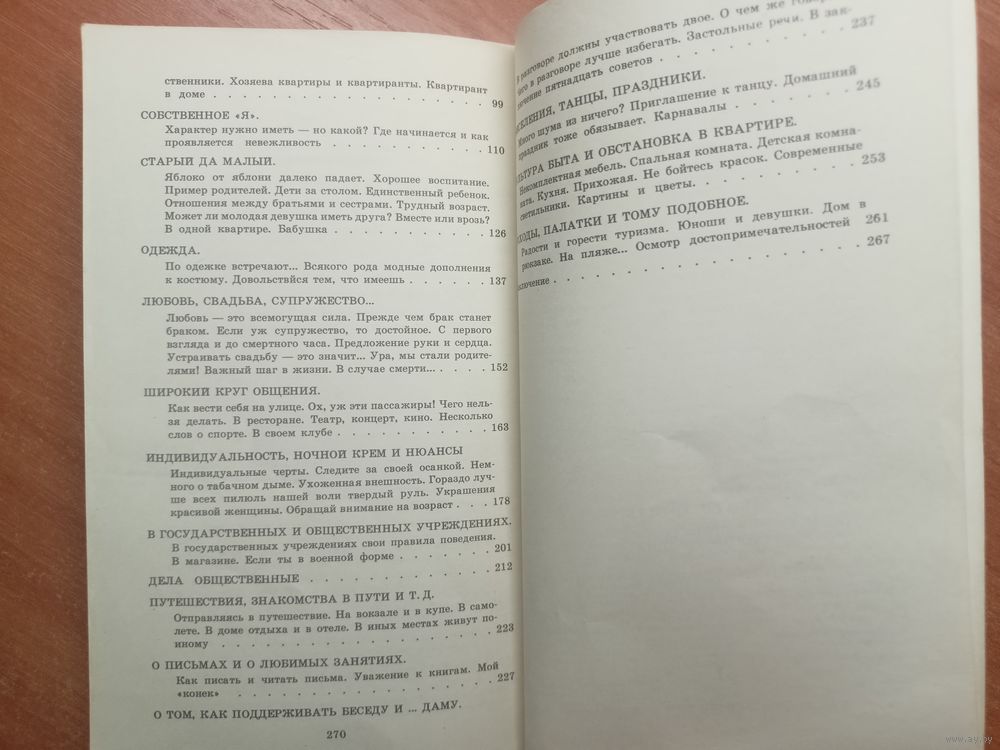 ственники. Хозяева квартиры и квартиранты. Квартирант
в доме . . . . . . . . . . . . . . . 99
СОБСТВЕННОЕ «Я».
Характер нужно иметь — но какой? Где начинается и как
проявляется невежливость . . . . . . . . . . 110
СТАРЫЙ ДА МАЛЫЙ.
Яблоко от яблони далеко падает. Хорошее воспитание.
Пример родителей. Дети за столом. Единственный ребенок.
Отношения между братьями и сестрами. Трудный возраст.
Может ли молодая девушка иметь друга? Вместе или врозь?
В одной квартире. Бабушка . . . . . . . . . . 126
ОДЕЖДА.
По одежке встречают... Всякого рода модные дополнения
к костюму. Довольствйся тем, что имеешь . . . . . 137
ЛЮБОВЬ, СВАДЬБА, СУПРУЖЕСТВО...
Любовь — это всемогущая сила. Прежде чем брак станет
браком. Если уж супружество, то достойное. С первого
взгляда и до смертного часа. Предложение руки и сердца.
Устраивать свадьбу — это значит... Ура, мы стали родите-
лями! Важный шаг в жизни. В случае смерти... . . . . 152
ШИРОКИЙ КРУГ ОБЩЕНИЯ.
Как вести себя на улице. Ох, уж эти пассажиры! Чего нель-
зя делать. В ресторане. Театр, концерт, кино. Несколько
слов о спорте. В своем клубе . . . . . . . . . . 163
ИНДИВИДУАЛЬНОСТЬ, НОЧНОЙ КРЕМ И НЮАНСЫ
Индивидуальные черты. Следите за своей осанкой. Нем-
ного о табачном дыме. Ухоженная внешность. Гораздо луч-
ше всех пилюль нашей воли твердый руль. Украшения
красивой женщины. Обращай внимание на возраст . . . 178
В ГОСУДАРСТВЕННЫХ И ОБЩЕСТВЕННЫХ УЧРЕЖДЕНИЯХ.
В государственных учреждениях свои правила поведения.
В магазине. Если ты в военной форме . . . . . . 201
ДЕЛА ОБЩЕСТВЕННЫЕ . . . . . . . . . . . 212
ПУТЕШЕСТВИЯ, ЗНАКОМСТВА В ПУТИ И Т. Д.
Отправляясь в путешествие. На вокзале и в купе. В само-
лете. В доме отдыха и в отеле. В иных местах живут по-
иному . . . . . . . . . . . . . . . 223
О ПИСЬМАХ И О ЛЮБИМЫХ ЗАНЯТИЯХ.
Как писать и читать письма. Уважение к книгам. Мой
«конек» . . . . . . . . . . . . . . . 227
О ТОМ, КАК ПОДДЕРЖИВАТЬ БЕСЕДУ И ... ДАМУ.
270
В разговоре должны участвовать двое. О чем же
чего в разговоре лучше избегать. Застольные речи. В зак-
лючение пятнадцать советов . . . . . . . . . 237
ТАНЦЫ, ПРАЗДНИКИ.
Много шума из ничего? Приглашение к танцу. Домашний
праздник тоже обязывает. Карнавалы . . . . . . 245
БЫТА И ОБСТАНОВКА В КВАРТИРЕ.
Некомплектная мебель. Спальная комната. Детская комна-
ната. Кухня. Прихожая. Не бойтесь красок. Современные
светильники. Картины и цветы. . . . . . . . . 253
ПАЛАТКИ И ТОМУ ПОДОБНОЕ.
Радости и горести туризма. Юноши и девушки. Дом в
рюкзаке. На пляже... Осмотр достопримечательностей 261
. . . . . . . . . . . . . . . 267
www.ay.by